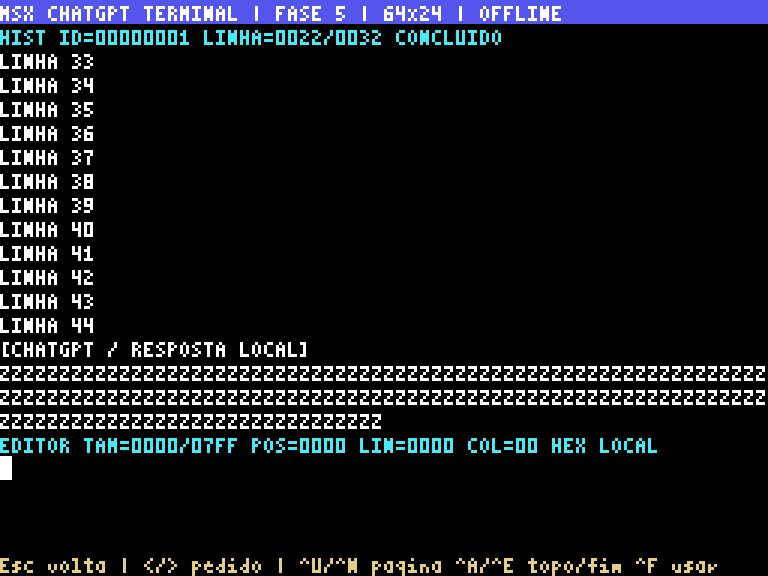 MSX CHATGPT TERMINAL | FASE 5 | 64x24 | OFFLINE
HIST ID=00000001 LINHA=0022/0032 CONCLUIDO
LINHA 33
LINHA 34
LINHA 35
LINHA 36
LINHA 37
LINHA 38
LINHA 39
LINHA 40
LINHA 41
LINHA 42
LINHA 43
LINHA 44
[CHATGPT / RESPOSTA LOCAL]
ZZZZZZZZZZZZZZZZZZZZZZZZZZZZZZZZZZZZZZZZZZZZZZZZZZZZZZZZZZZZZZZZ
ZZZZZZZZZZZZZZZZZZZZZZZZZZZZZZZZZZZZZZZZZZZZZZZZZZZZZZZZZZZZZZZZ
ZZZZZZZZZZZZZZZZZZZZZZZZZZZZZZZZ
EDITOR TAM=0000/07FF POS=0000 LIN=0000 COL=00 HEX LOCAL
Esc volta | </> pedido | ^U/^N pagina ^A/^E topo/fim ^F usar